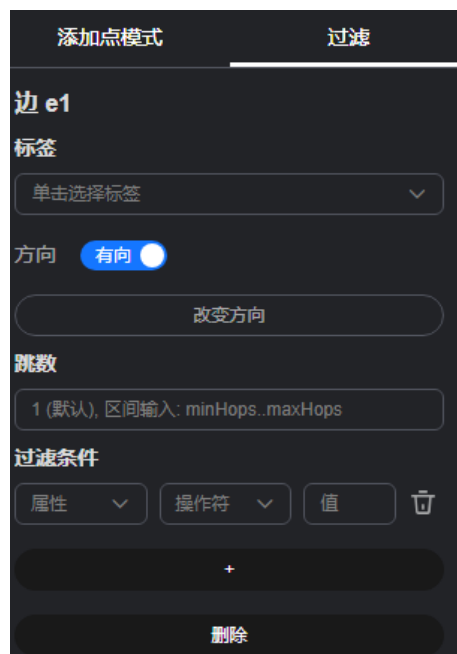 添加点模式 过滤
边 e1
标签
单击选择标签
方向 有向
改变方向
跳数
1 (默认), 区间输入: minHops..maxHops
过滤条件
属性 操作符 值
+
删除